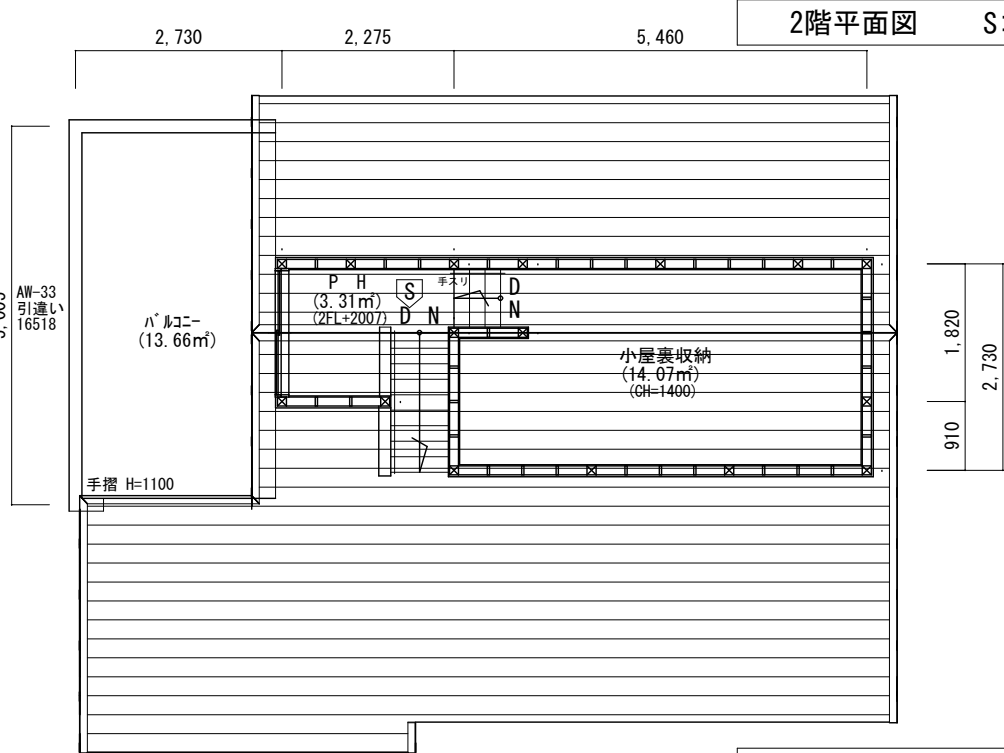 2階平面図 S:
2,730 2,275 5,460
AW-33
引違い
16518
バルコニー
(13.66㎡)
P H
(3.31㎡)
(2FL+2007)
S
D N
手スリ
D
N
小屋裏収納
(14.07㎡)
(CH=1400)
1,820
2,730
910
手摺 H=1100